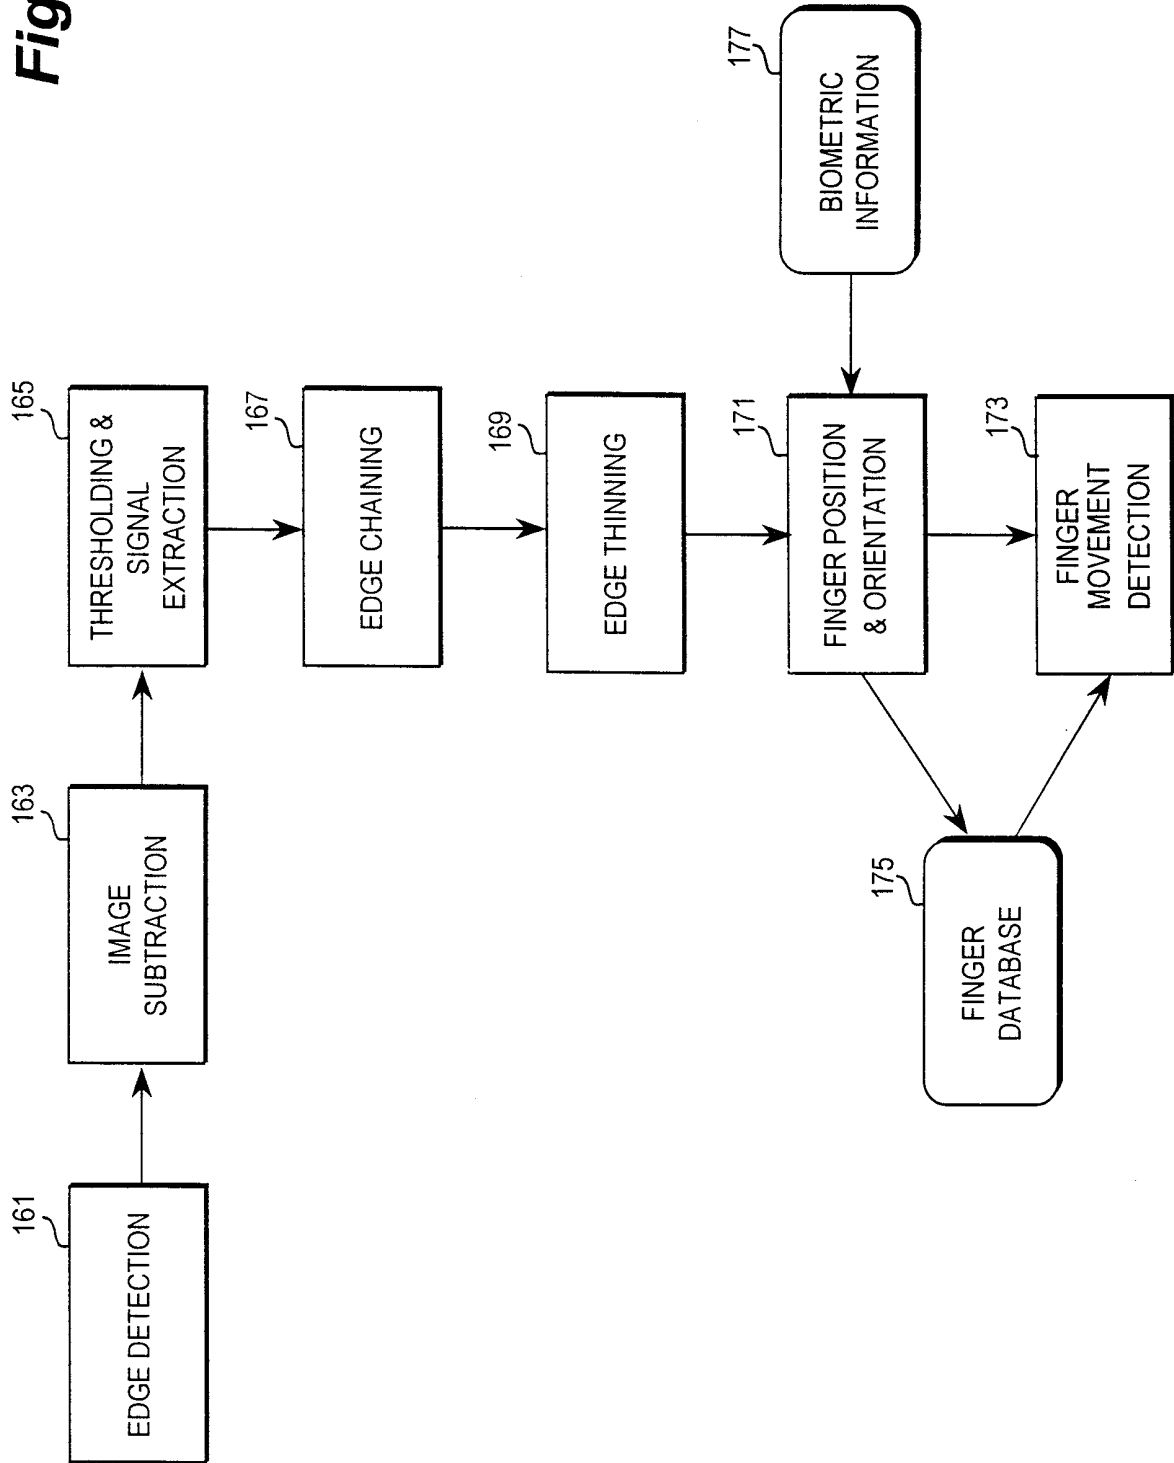 Fig
161
EDGE DETECTION
163
IMAGE
SUBTRACTION
165
THRESHOLDING &
SIGNAL
EXTRACTION
167
EDGE CHAINING
169
EDGE THINNING
171
FINGER POSITION
& ORIENTATION
177
BIOMETRIC
INFORMATION
175
FINGER
DATABASE
173
FINGER
MOVEMENT
DETECTION